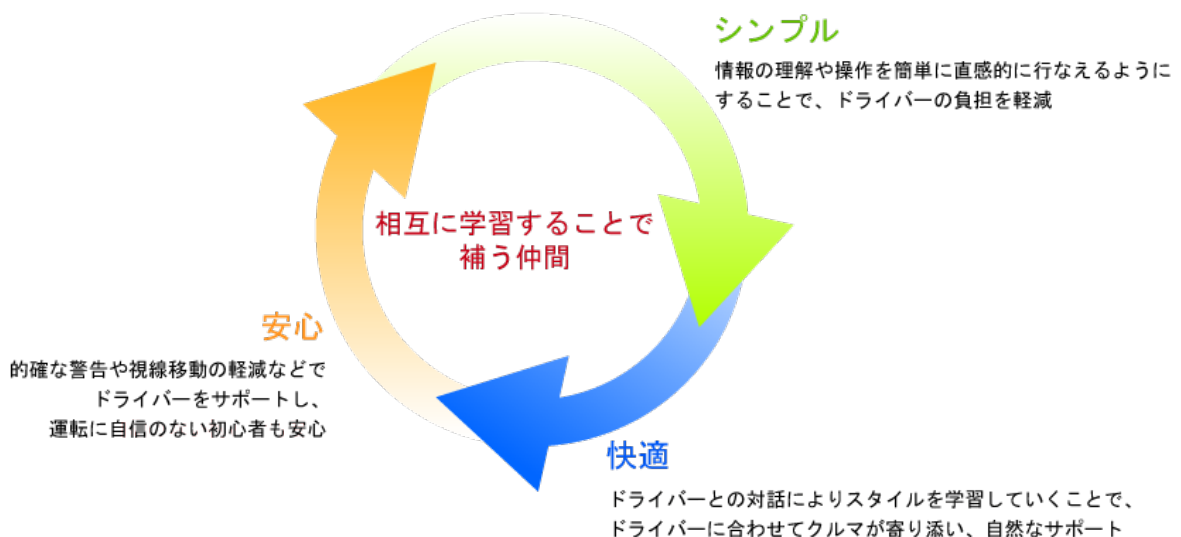 シンプル
情報の理解や操作を簡単に直感的に行なえるように
することで、ドライバーの負担を軽減
相互に学習することで
補う仲間
安心
的確な警告や視線移動の軽減などで
ドライバーをサポートし、
運転に自信のない初心者も安心
快適
ドライバーとの対話によりスタイルを学習していくことで、
ドライバーに合わせてクルマが寄り添い、自然なサポート